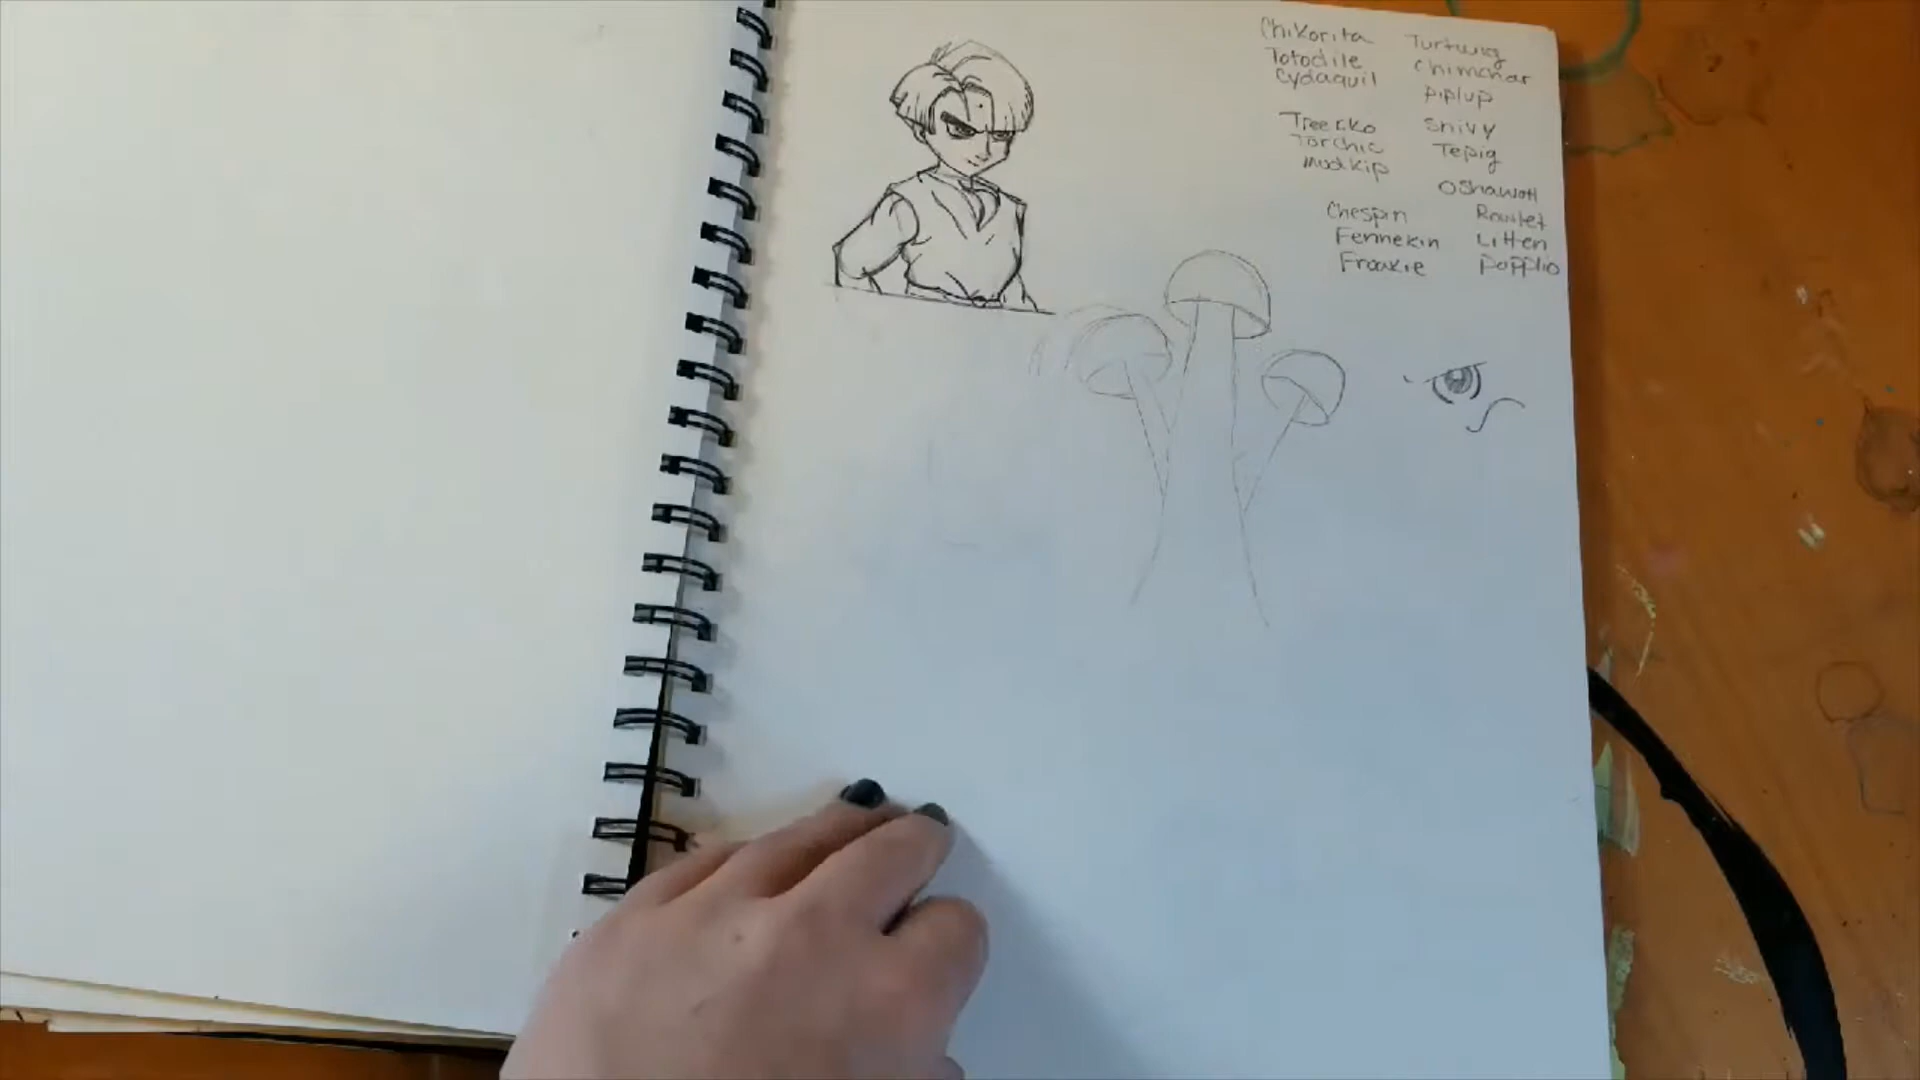 Chikorita
Totodile
Cydaquil
Treecko
Torchic
Mudkip
Chespin
Fennekin
Froakie
Turtwig
Chimchar
Piplup
Snivy
Tepig
Oshawott
Rowlet
Litten
Popplio